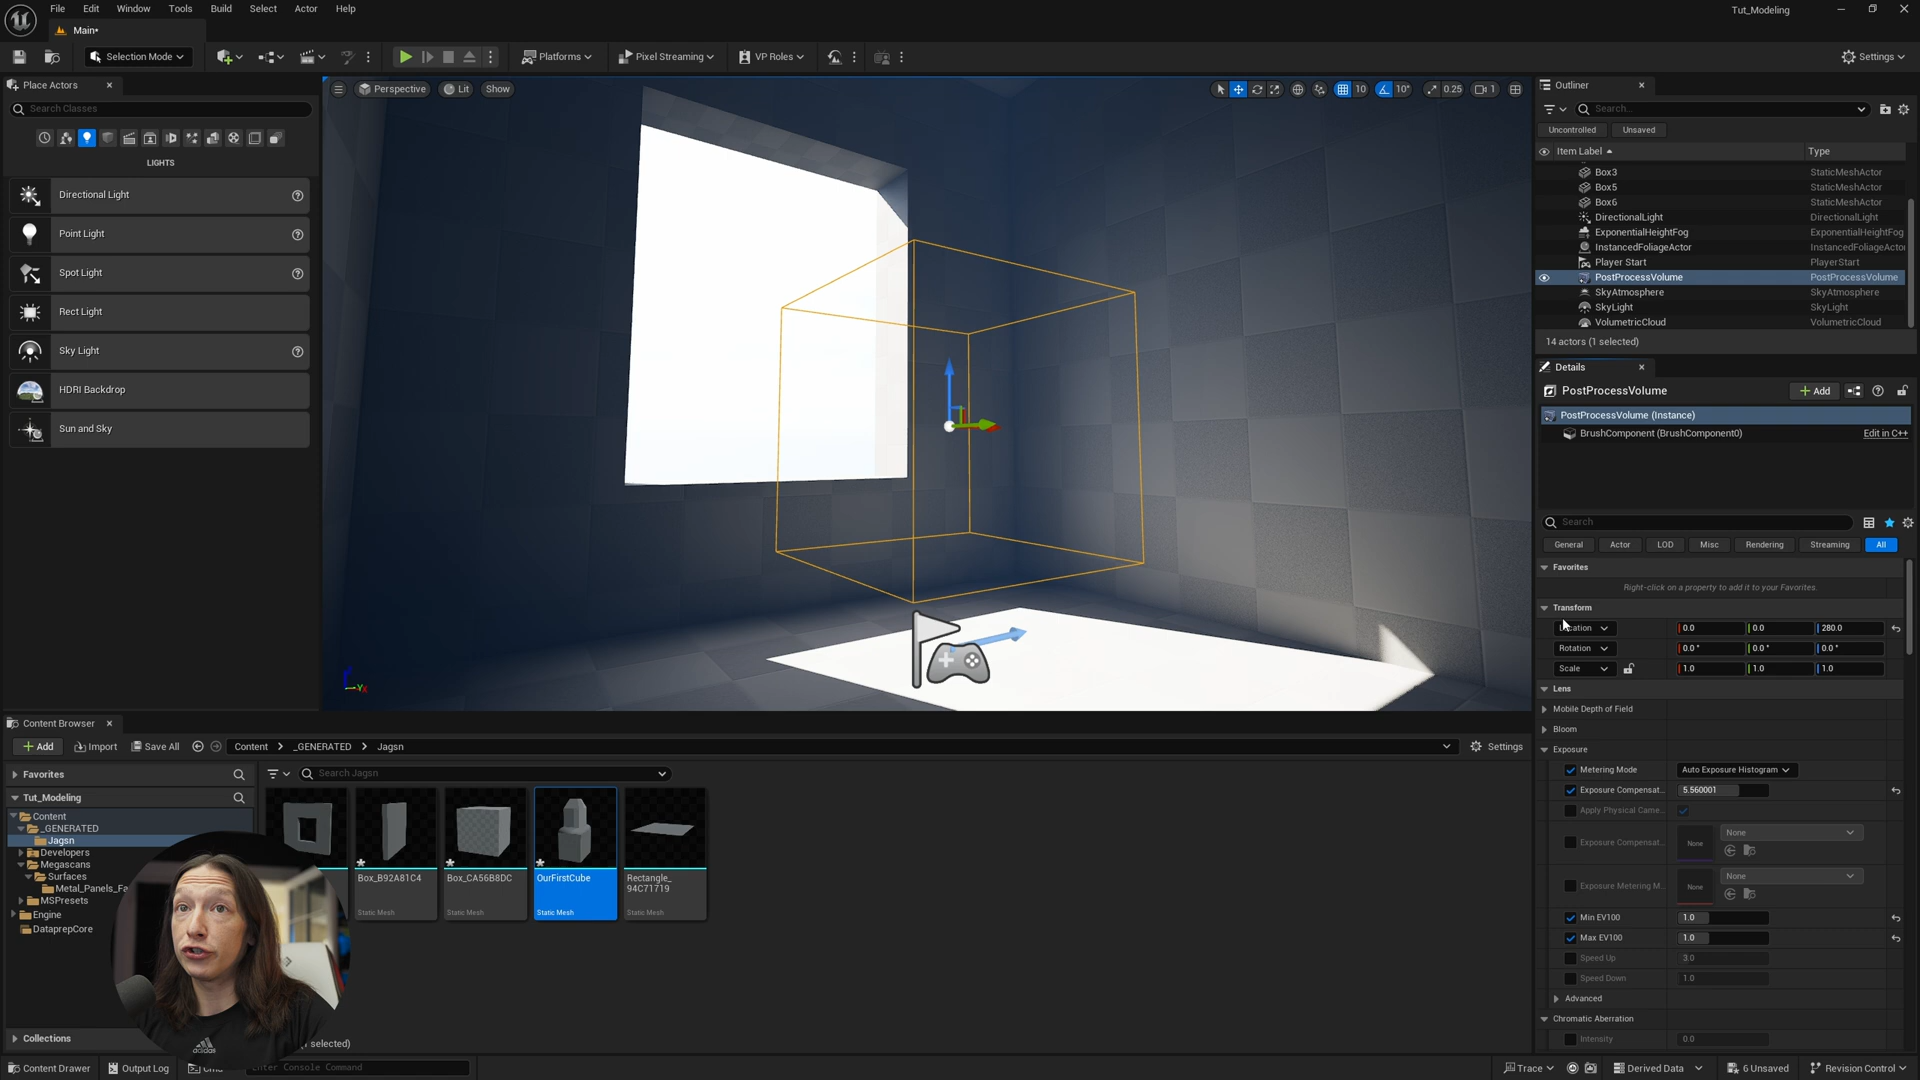 File Edit Window Tools Build Select Actor Help
Tut_Modeling
Main•
Selection Mode
Platforms
Pixel Streaming
VP Roles
Settings
Place Actors
Search Classes
LIGHTS
Directional Light
Point Light
Spot Light
Rect Light
Sky Light
HDRI Backdrop
Sun and Sky
Perspective
Lit
Show
10
10°
0.25
1
Outliner
Search...
Uncontrolled
Unsaved
Item Label
Type
Box3 StaticMeshActor
Box5 StaticMeshActor
Box6 StaticMeshActor
DirectionalLight DirectionalLight
ExponentialHeightFog ExponentialHeightFog
InstancedFoliageActor InstancedFoliageActor
Player Start PlayerStart
PostProcessVolume PostProcessVolume
SkyAtmosphere SkyAtmosphere
SkyLight SkyLight
VolumetricCloud VolumetricCloud
14 actors (1 selected)
Details
PostProcessVolume
Add
PostProcessVolume (Instance)
BrushComponent (BrushComponent0)
Edit in C++
Search
General Actor LOD Misc Rendering Streaming All
Favorites
Right-click on a property to add it to your Favorites.
Transform
0.0 0.0 280.0
Rotation 0.0 ° 0.0 ° 0.0 °
Scale 1.0 1.0 1.0
Lens
Mobile Depth of Field
Bloom
Exposure
Metering Mode Auto Exposure Histogram
Exposure Compensat... 5.560001
Apply Physical Came...
Exposure Compensat... None None
Exposure Metering M... None None
Min EV100 1.0
Max EV100 1.0
Speed Up 3.0
Speed Down 1.0
Advanced
Chromatic Aberration
Intensity 0.0
Content Browser
Add
Import
Save All
Content
_GENERATED
Jagsn
Settings
Favorites
Search Jagsn
Tut_Modeling
Content
_GENERATED
Jagsn
Developers
Megascans
Surfaces
Metal_Panels_Fa
MSPresets
Engine
DataprepCore
Collections
Box_B92A81C4
Static Mesh
Box_CA56B8DC
Static Mesh
OurFirstCube
Static Mesh
Rectangle_
94C71719
Static Mesh
selected)
adidas
Content Drawer
Output Log
Enter Console Command
Trace
Derived Data
6 Unsaved
Revision Control